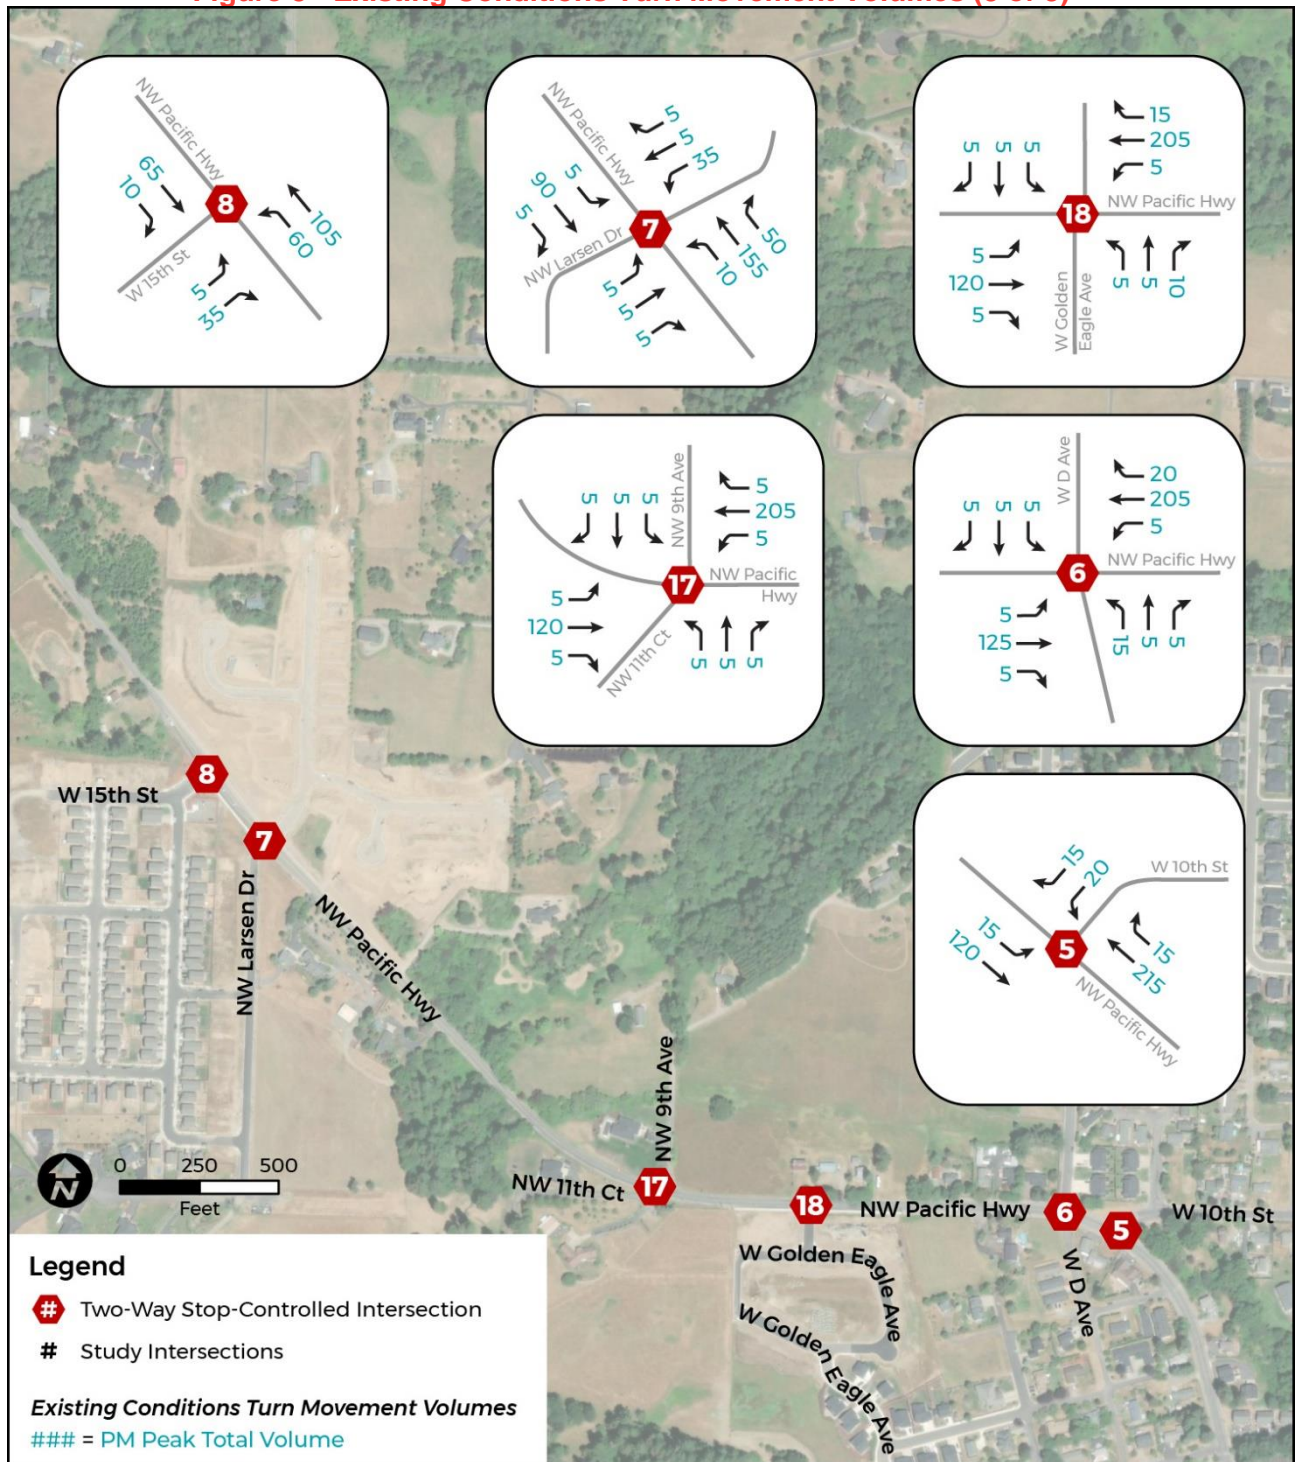 NW Pacific Hwy
65
10
8
105
60
W 15th St
5
35
NW Pacific Hwy
5
5
35
5
90
5
7
NW Larsen Dr
50
155
10
5
5
5
15
205
5
5
5
5
18
NW Pacific Hwy
5
120
5
W Golden
Eagle Ave
5
5
10
NW 9th Ave
5
205
5
5
5
5
17
NW Pacific
Hwy
5
120
5
NW 11th Ct
5
5
5
W D Ave
20
205
5
5
5
5
6
NW Pacific Hwy
5
125
5
15
5
5
15
20
W 10th St
15
120
5
15
215
NW Pacific Hwy
8
W 15th St
7
NW Larsen Dr
NW Pacific Hwy
NW 9th Ave
NW 11th Ct
17
18
NW Pacific Hwy
6
5
W 10th St
W Golden Eagle Ave
W Golden Eagle Ave
W D Ave
N
0 250 500
Feet
Legend
# Two-Way Stop-Controlled Intersection
# Study Intersections
Existing Conditions Turn Movement Volumes
### = PM Peak Total Volume